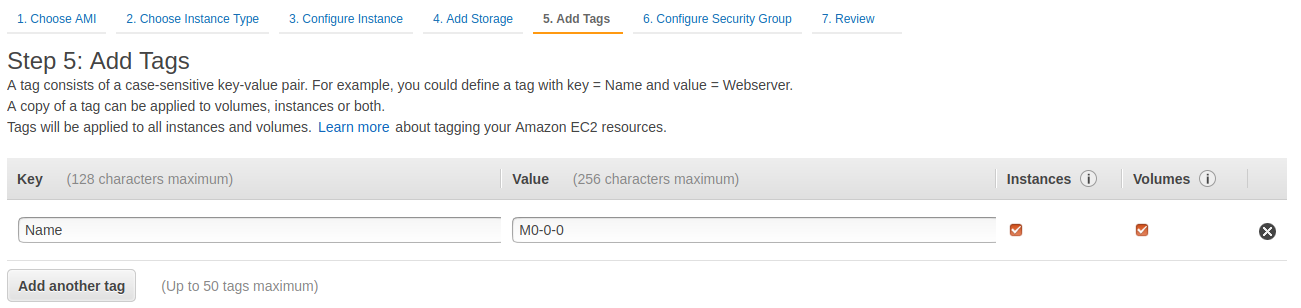 1. Choose AMI 2. Choose Instance Type 3. Configure Instance 4. Add Storage 5. Add Tags 6. Configure Security Group 7. Review
Step 5: Add Tags
A tag consists of a case-sensitive key-value pair. For example, you could define a tag with key = Name and value = Webserver.
A copy of a tag can be applied to volumes, instances or both.
Tags will be applied to all instances and volumes. Learn more about tagging your Amazon EC2 resources.
Key (128 characters maximum) Value (256 characters maximum) Instances i Volumes i
Name M0-0-0
Add another tag (Up to 50 tags maximum)